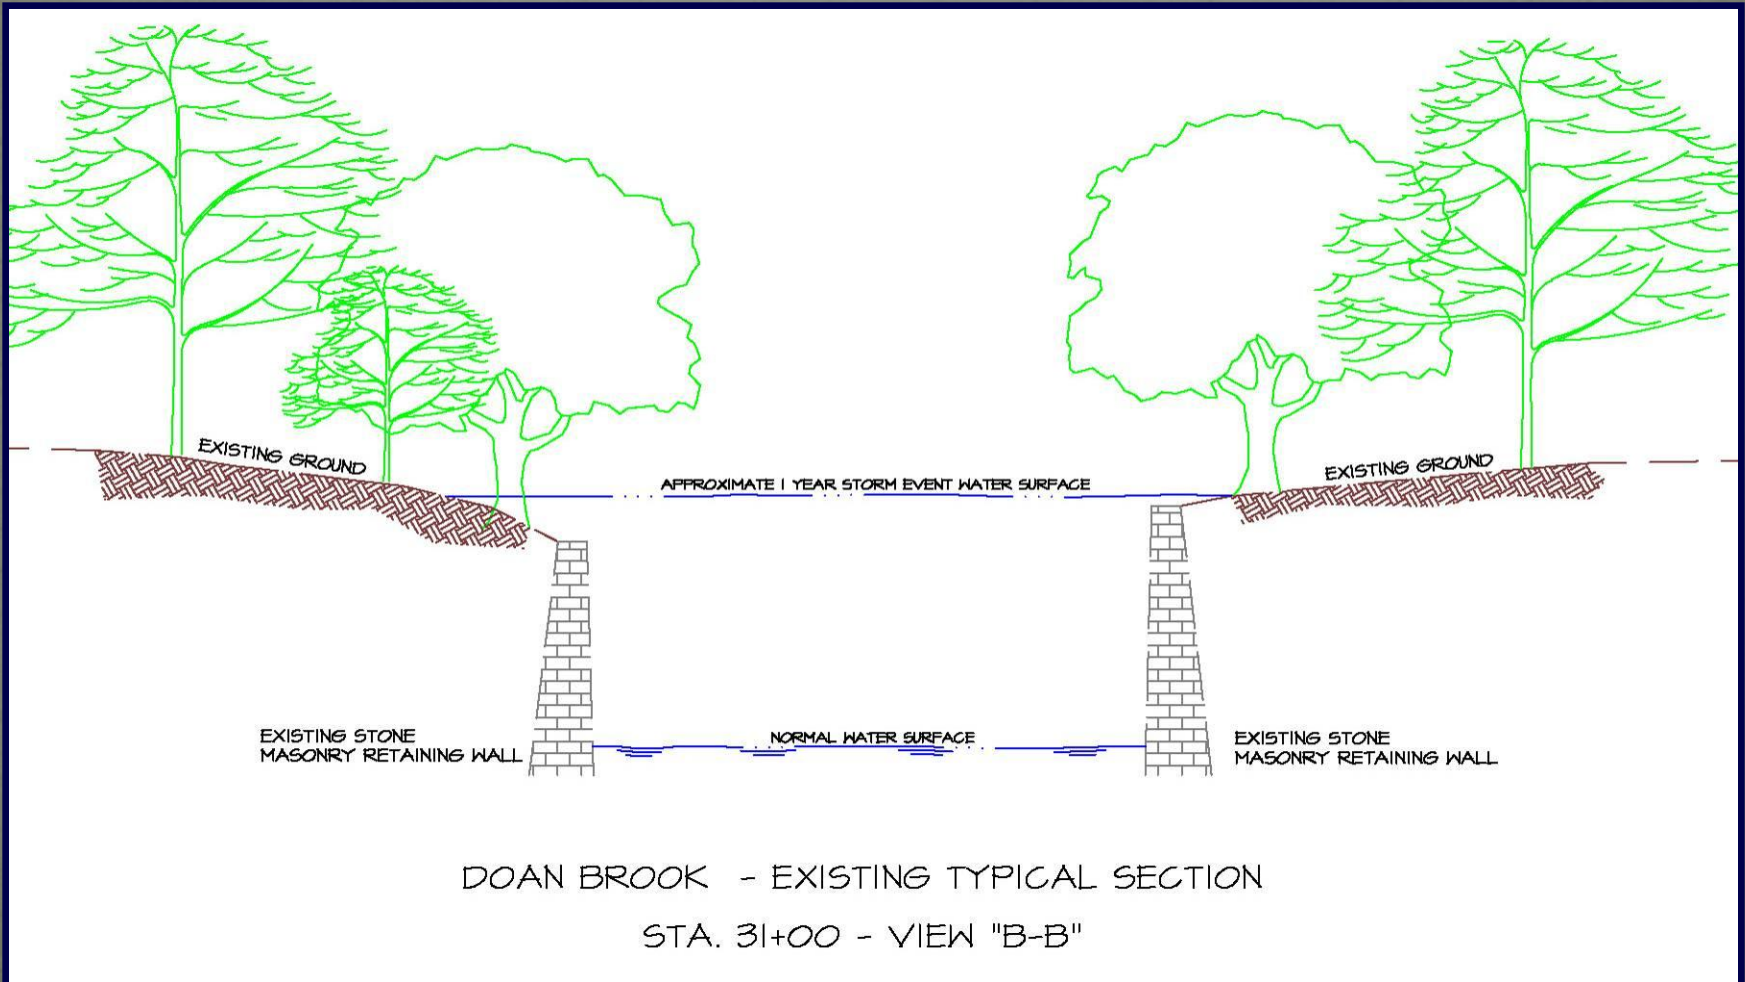 EXISTING GROUND
EXISTING GROUND
APPROXIMATE 1 YEAR STORM EVENT WATER SURFACE
NORMAL WATER SURFACE
EXISTING STONE
MASONRY RETAINING WALL
EXISTING STONE
MASONRY RETAINING WALL
DOAN BROOK - EXISTING TYPICAL SECTION
STA. 31+00 - VIEW "B-B"